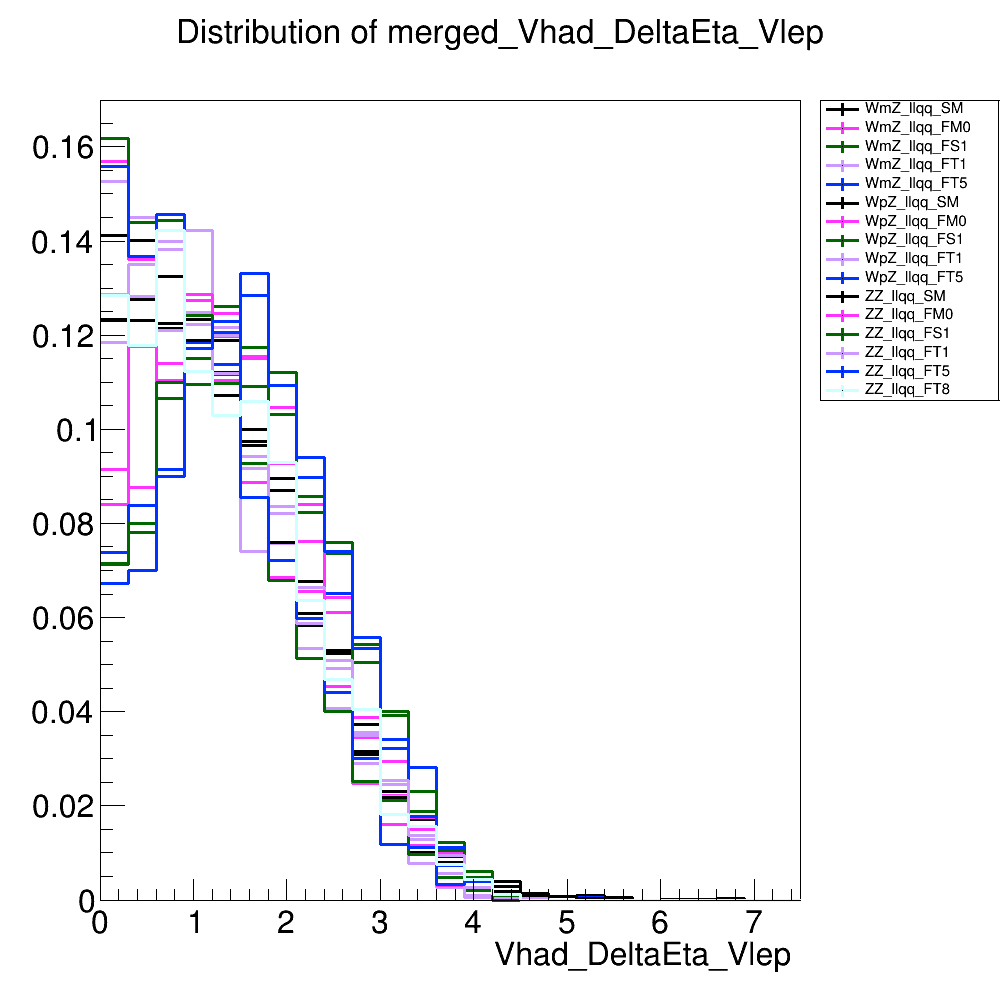 Distribution of merged_Vhad_DeltaEta_Vlep
WmZ_llqq_SM
WmZ_llqq_FM0
WmZ_llqq_FS1
WmZ_llqq_FT1
WmZ_llqq_FT5
WpZ_llqq_SM
WpZ_llqq_FM0
WpZ_llqq_FS1
WpZ_llqq_FT1
WpZ_llqq_FT5
ZZ_llqq_SM
ZZ_llqq_FM0
ZZ_llqq_FS1
ZZ_llqq_FT1
ZZ_llqq_FT5
ZZ_llqq_FT8
0.16
0.14
0.12
0.1
0.08
0.06
0.04
0.02
0
0 1 2 3 4 5 6 7
Vhad_DeltaEta_Vlep